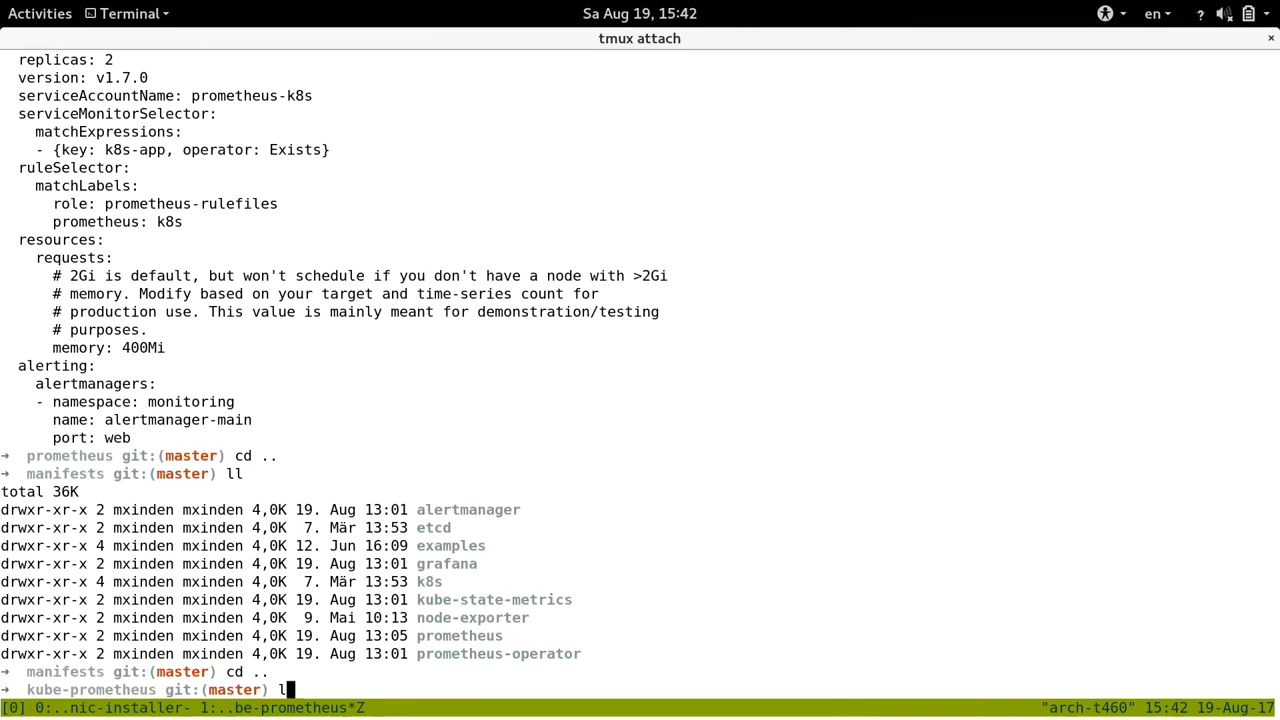 Activities Terminal Sa Aug 19, 15:42 en ?
tmux attach ×
replicas: 2
version: v1.7.0
serviceAccountName: prometheus-k8s
serviceMonitorSelector:
matchExpressions:
- {key: k8s-app, operator: Exists}
ruleSelector:
matchLabels:
role: prometheus-rulefiles
prometheus: k8s
resources:
requests:
# 2Gi is default, but won't schedule if you don't have a node with >2Gi
# memory. Modify based on your target and time-series count for
# production use. This value is mainly meant for demonstration/testing
# purposes.
memory: 400Mi
alerting:
alertmanagers:
- namespace: monitoring
name: alertmanager-main
port: web
➜ prometheus git:(master) cd ..
➜ manifests git:(master) ll
total 36K
drwxr-xr-x 2 mxinden mxinden 4,0K 19. Aug 13:01 alertmanager
drwxr-xr-x 2 mxinden mxinden 4,0K 7. Mär 13:53 etcd
drwxr-xr-x 4 mxinden mxinden 4,0K 12. Jun 16:09 examples
drwxr-xr-x 2 mxinden mxinden 4,0K 19. Aug 13:01 grafana
drwxr-xr-x 4 mxinden mxinden 4,0K 7. Mär 13:53 k8s
drwxr-xr-x 2 mxinden mxinden 4,0K 19. Aug 13:01 kube-state-metrics
drwxr-xr-x 2 mxinden mxinden 4,0K 9. Mai 10:13 node-exporter
drwxr-xr-x 2 mxinden mxinden 4,0K 19. Aug 13:05 prometheus
drwxr-xr-x 2 mxinden mxinden 4,0K 19. Aug 13:01 prometheus-operator
➜ manifests git:(master) cd ..
➜ kube-prometheus git:(master) l
[0] 0:..nic-installer- 1:..be-prometheus*Z "arch-t460" 15:42 19-Aug-17